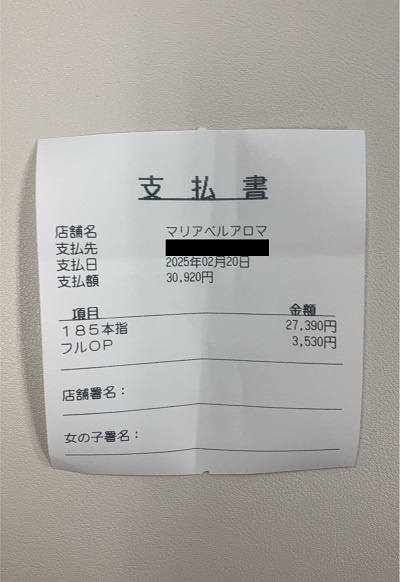 支払書
店舗名 マリアベルアロマ
支払先
支払日 2025年02月20日
支払額 30,920円
項目 金額
185本指 27,390円
フルOP 3,530円
店舗署名:
女の子署名: